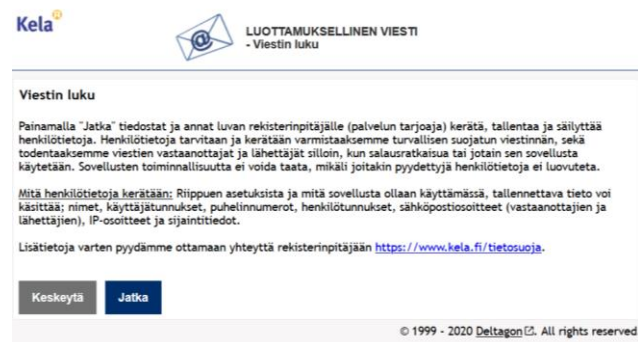 Kela
LUOTTAMUKSELLINEN VIESTI
- Viestin luku
Viestin luku
Painamalla "Jatka" tiedostat ja annat luvan rekisterinpitäjälle (palvelun tarjoaja) kerätä, tallentaa ja säilyttää
henkilötietoja. Henkilötietoja tarvitaan ja kerätään varmistaaksemme turvallisen suojatun viestinnän, sekä
todentaaksemme viestien vastaanottajat ja lähettäjät silloin, kun salausratkaisua tai jotain sen sovellusta
käytetään. Sovellusten toiminnallisuutta ei voida taata, mikäli joitakin pyydettyjä henkilötietoja ei luovuteta.
Mitä henkilötietoja kerätään: Riippuen asetuksista ja mitä sovellusta ollaan käyttämässä, tallennettava tieto voi
käsittää; nimet, käyttäjätunnukset, puhelinnumerot, henkilötunnukset, sähköpostiosoitteet (vastaanottajien ja
lähettäjien), IP-osoitteet ja sijaintitiedot.
Lisätietoja varten pyydämme ottamaan yhteyttä rekisterinpitäjään https://www.kela.fi/tietosuoja.
Keskeytä Jatka
© 1999 - 2020 Deltagon. All rights reserved